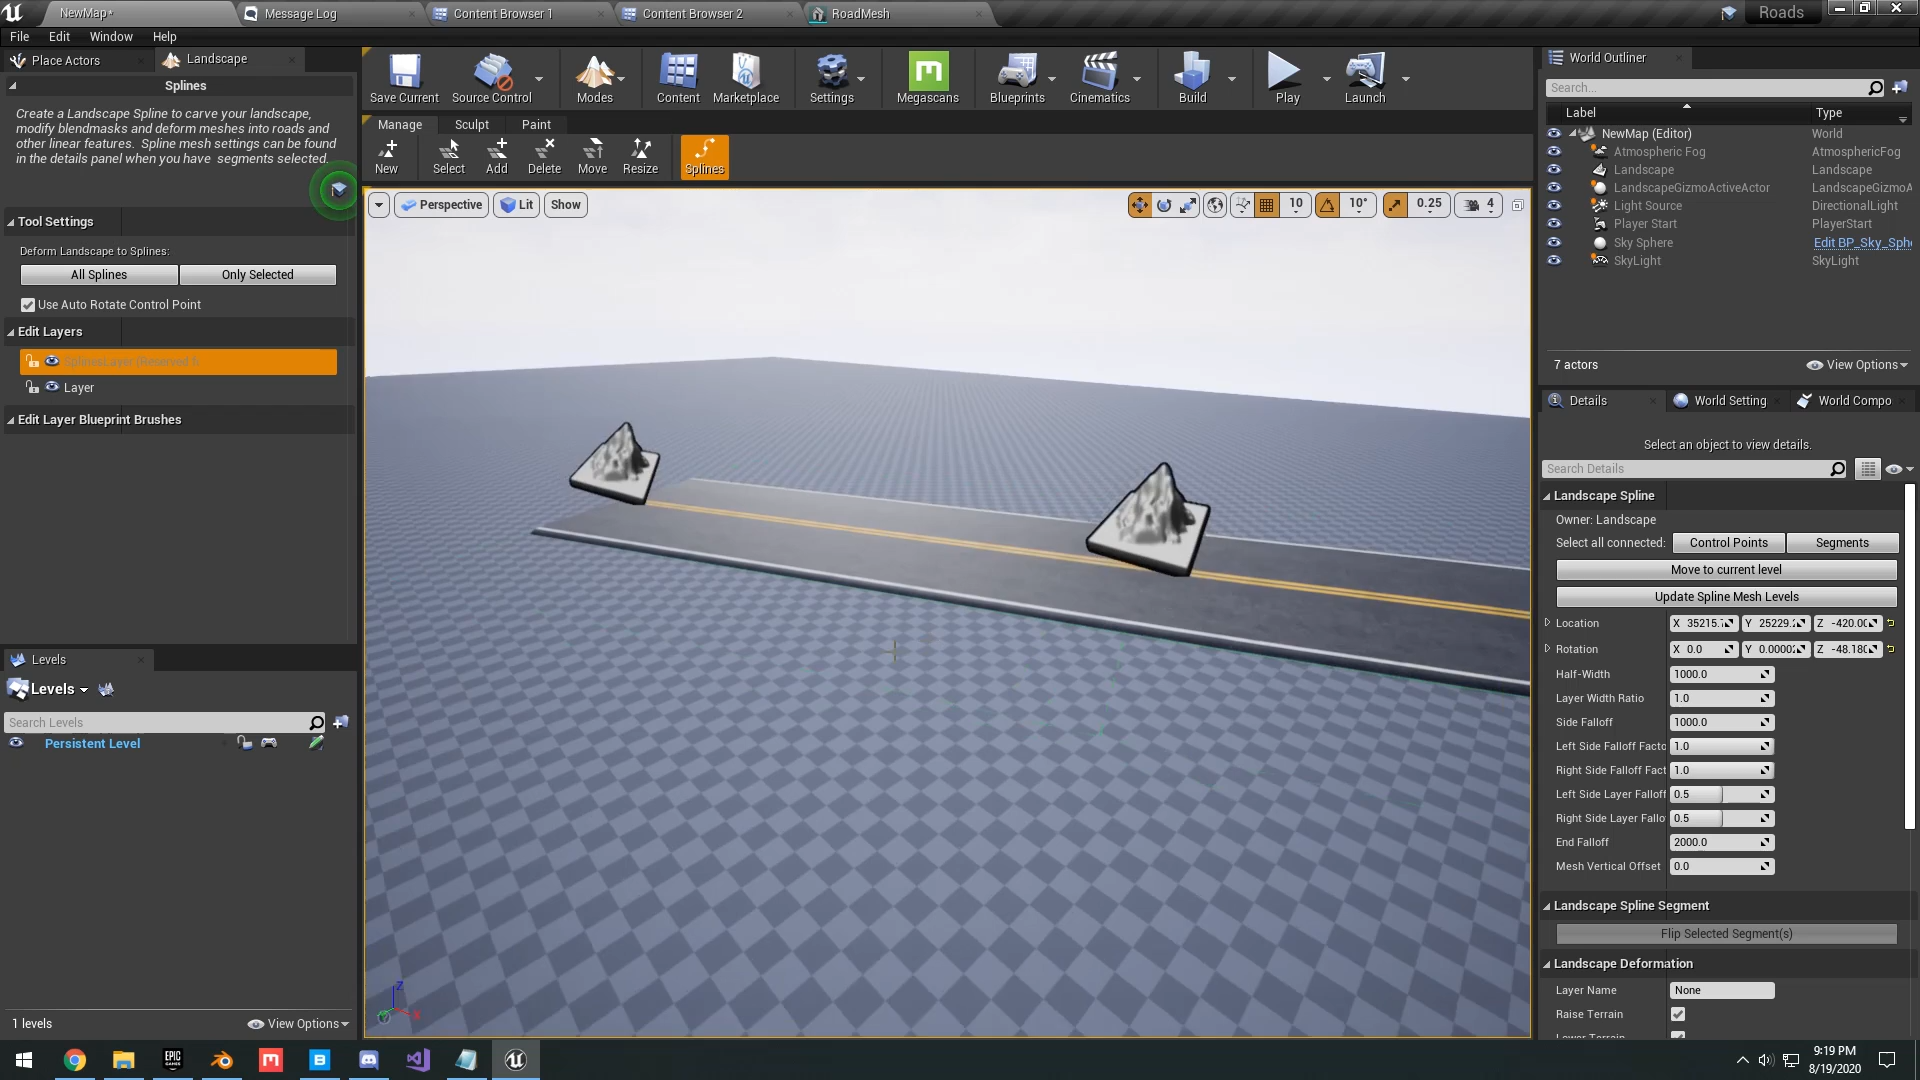 NewMap*
Message Log
Content Browser 1
Content Browser 2
RoadMesh
Roads
File
Edit
Window
Help
Place Actors
Landscape
Splines
Create a Landscape Spline to carve your landscape,
modify blendmasks and deform meshes into roads and
other linear features. Spline mesh settings can be found
in the details panel when you have segments selected.
Tool Settings
Deform Landscape to Splines:
All Splines
Only Selected
Use Auto Rotate Control Point
Edit Layers
SplinesLayer (Reserved fo
Layer
Edit Layer Blueprint Brushes
Levels
Levels
Search Levels
Persistent Level
1 levels
View Options
Save Current
Source Control
Modes
Content
Marketplace
Settings
Megascans
Blueprints
Cinematics
Build
Play
Launch
Manage
Sculpt
Paint
New
Select
Add
Delete
Move
Resize
Splines
Perspective
Lit
Show
10
10°
0.25
4
Z
X
World Outliner
Search...
Label
Type
NewMap (Editor)
World
Atmospheric Fog
AtmosphericFog
Landscape
Landscape
LandscapeGizmoActiveActor
LandscapeGizmoA
Light Source
DirectionalLight
Player Start
PlayerStart
Sky Sphere
Edit BP_Sky_Sph
SkyLight
SkyLight
7 actors
View Options
Details
World Setting
World Compo
Select an object to view details.
Search Details
Landscape Spline
Owner: Landscape
Select all connected:
Control Points
Segments
Move to current level
Update Spline Mesh Levels
Location
X 35215.
Y 25229.
Z -420.00
Rotation
X 0.0
Y 0.00002
Z -48.180
Half-Width
1000.0
Layer Width Ratio
1.0
Side Falloff
1000.0
Left Side Falloff Facto
1.0
Right Side Falloff Fact
1.0
Left Side Layer Falloff
0.5
Right Side Layer Fallo
0.5
End Falloff
2000.0
Mesh Vertical Offset
0.0
Landscape Spline Segment
Flip Selected Segment(s)
Landscape Deformation
Layer Name
None
Raise Terrain
Lower Terrain
EPIC
GAMES
M
B
9:19 PM
8/19/2020